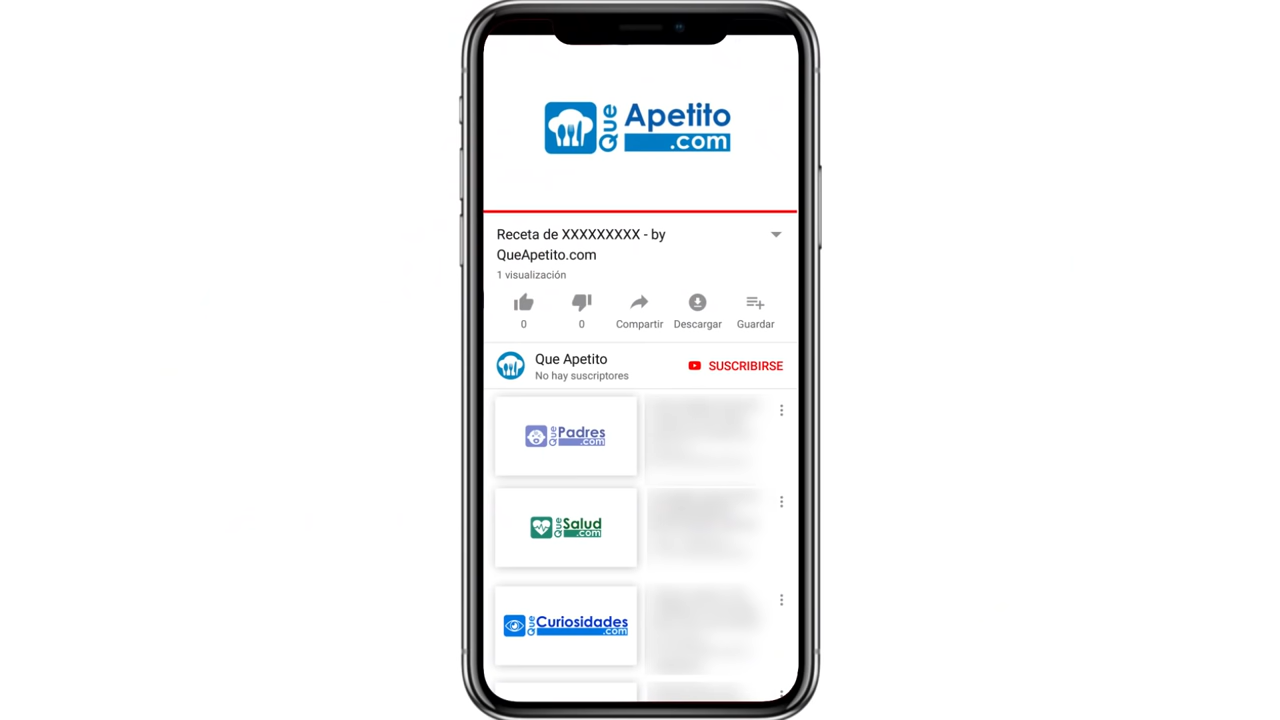 Que Apetito
.com
Receta de XXXXXXXXX - by
QueApetito.com
1 visualización
0
0
Compartir
Descargar
Guardar
Que Apetito
No hay suscriptores
SUSCRIBIRSE
Que Padres
.com
Que Salud
.com
Que Curiosidades
.com